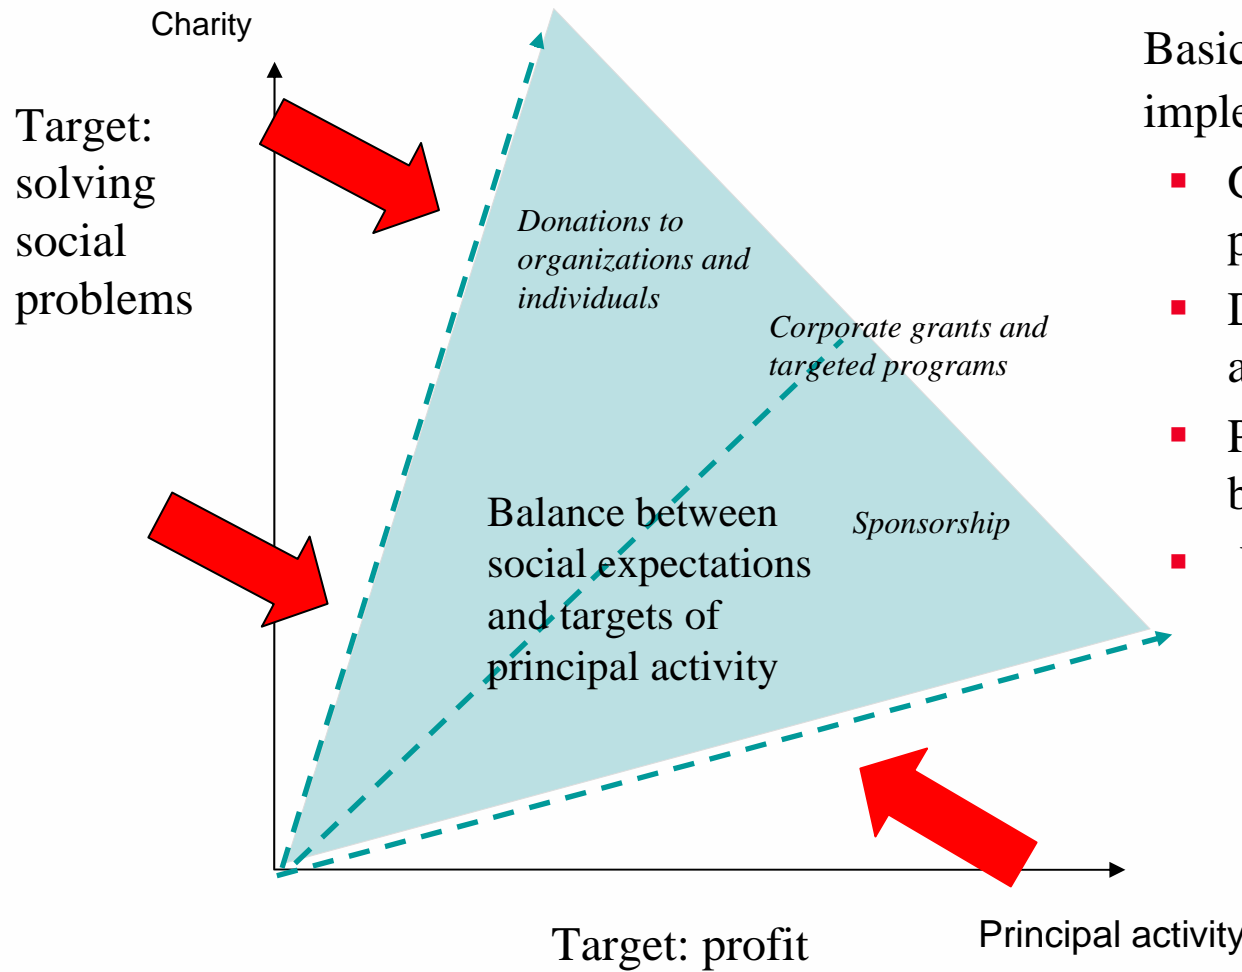 Charity
Target:
solving
social
problems
Donations to
organizations and
individuals
Corporate grants and
targeted programs
Balance between
social expectations
and targets of
principal activity
Sponsorship
Target: profit
Principal activity
Basic